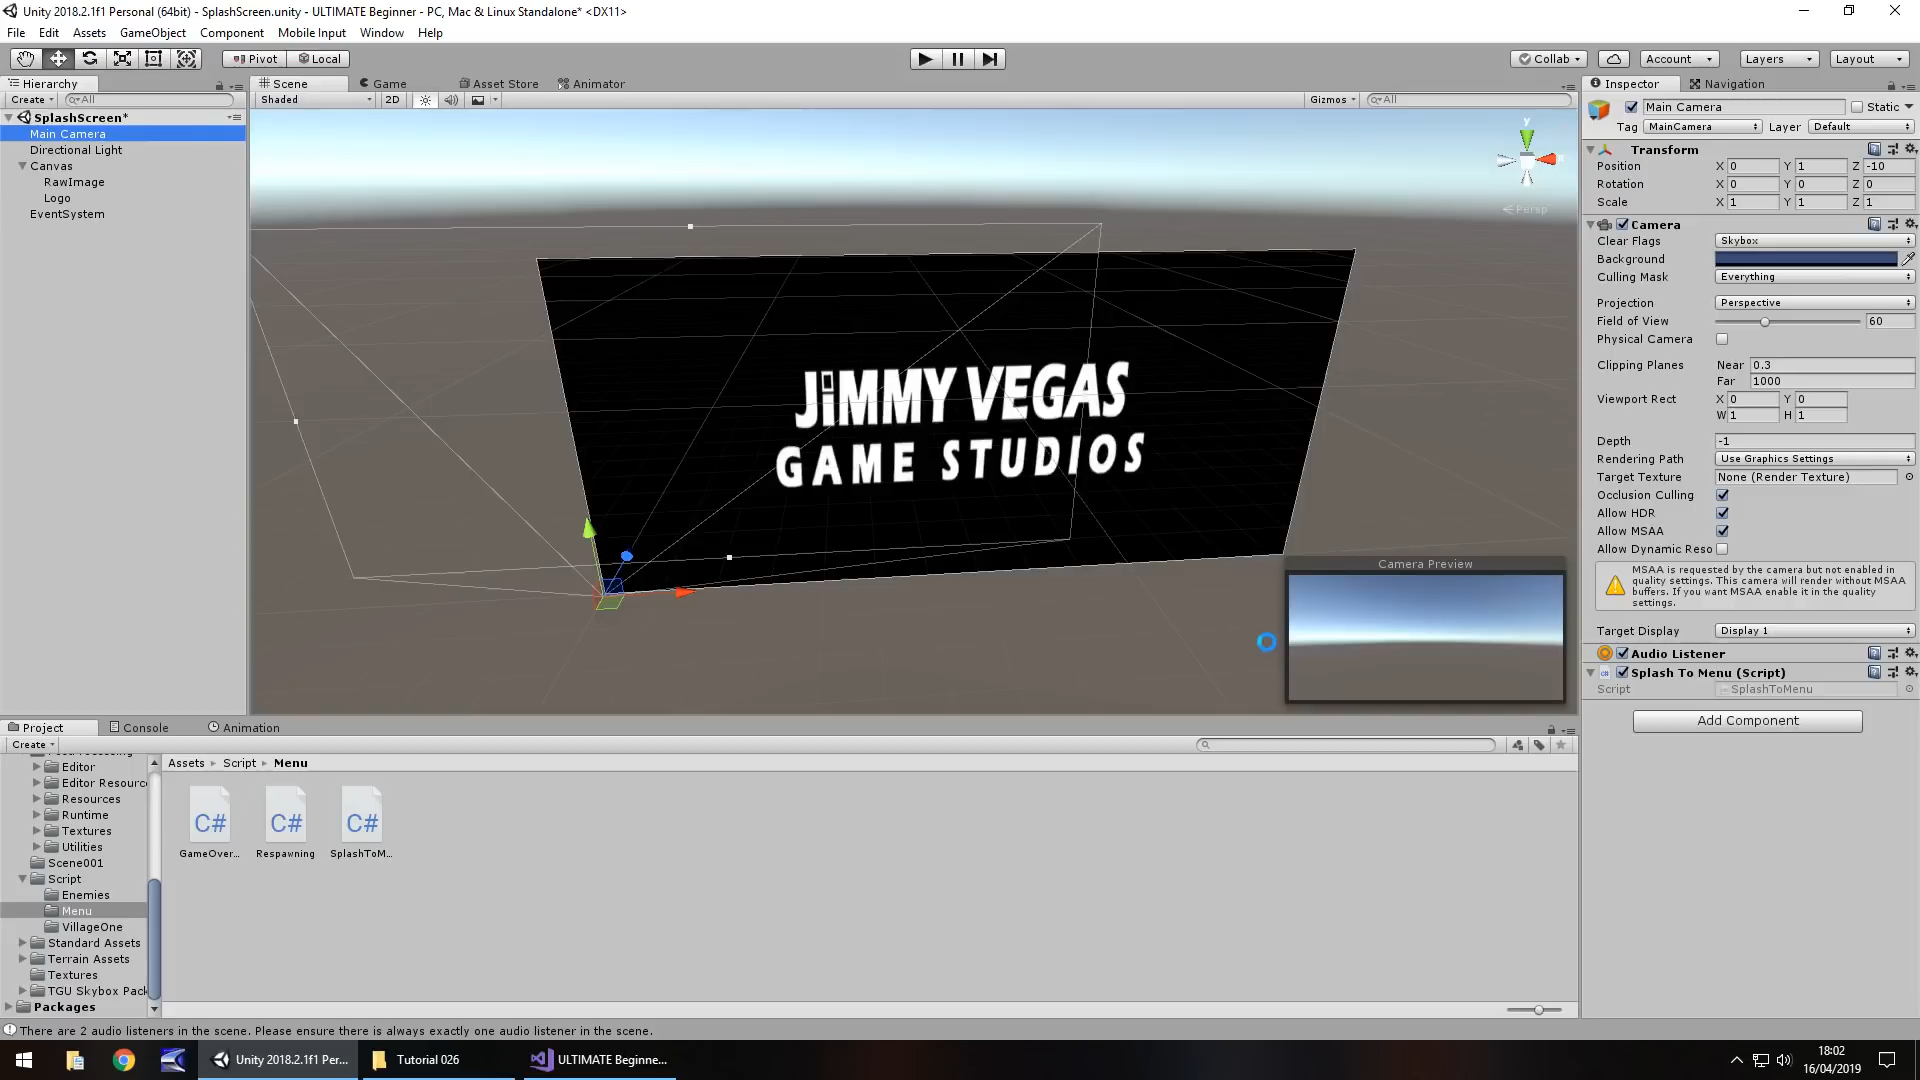 Unity 2018.2.1f1 Personal (64bit) - SplashScreen.unity - ULTIMATE Beginner - PC, Mac & Linux Standalone* <DX11>
File Edit Assets GameObject Component Mobile Input Window Help
Pivot Local Collab Account Layers Layout
Hierarchy
Create All
SplashScreen*
Main Camera
Directional Light
Canvas
RawImage
Logo
EventSystem
Scene Game Asset Store Animator
Shaded 2D Gizmos All
y
Persp
JIMMY VEGAS
GAME STUDIOS
Camera Preview
Inspector Navigation
Main Camera Static
Tag MainCamera Layer Default
Transform
Position X 0 Y 1 Z -10
Rotation X 0 Y 0 Z 0
Scale X 1 Y 1 Z 1
Camera
Clear Flags Skybox
Background
Culling Mask Everything
Projection Perspective
Field of View 60
Physical Camera
Clipping Planes Near 0.3
Far 1000
Viewport Rect X 0 Y 0
W 1 H 1
Depth -1
Rendering Path Use Graphics Settings
Target Texture None (Render Texture)
Occlusion Culling
Allow HDR
Allow MSAA
Allow Dynamic Reso
MSAA is requested by the camera but not enabled in
quality settings. This camera will render without MSAA
buffers. If you want MSAA enable it in the quality
settings.
Target Display Display 1
Audio Listener
Splash To Menu (Script)
Script SplashToMenu
Add Component
Project Console Animation
Create
Editor
Editor Resourc
Resources
Runtime
Textures
Utilities
Scene001
Script
Enemies
Menu
VillageOne
Standard Assets
Terrain Assets
Textures
TGU Skybox Pack
Packages
Assets Script Menu
C# C# C#
GameOver... Respawning SplashToM...
There are 2 audio listeners in the scene. Please ensure there is always exactly one audio listener in the scene.
Unity 2018.2.1f1 Per... Tutorial 026 ULTIMATE Beginne...
18:02
16/04/2019